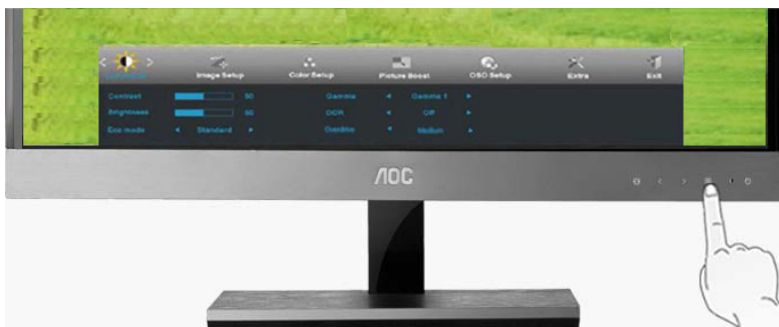 Luminance
Image Setup
Color Setup
Picture Boost
OSD Setup
Extra
Exit
Contrast 50 Gamma Gamma 1
Brightness 50 DCR Off
Eco mode Standard Overdrive Medium
AOC